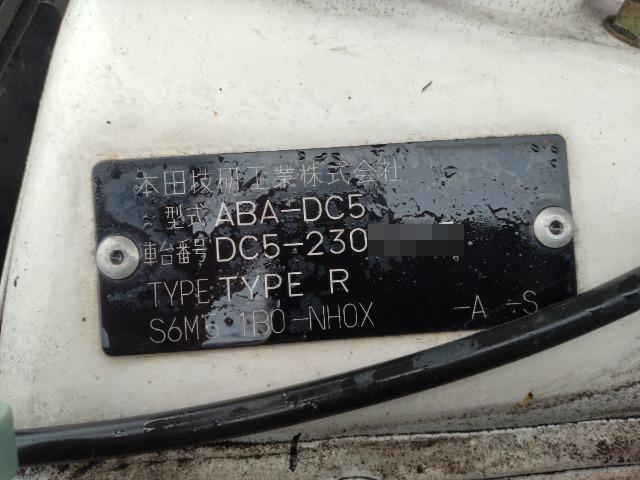 本田技研工業株式会社
型式 ABA-DC5
車台番号 DC5-230
TYPE TYPE R
S6M5 1B0-NH0X -A -S